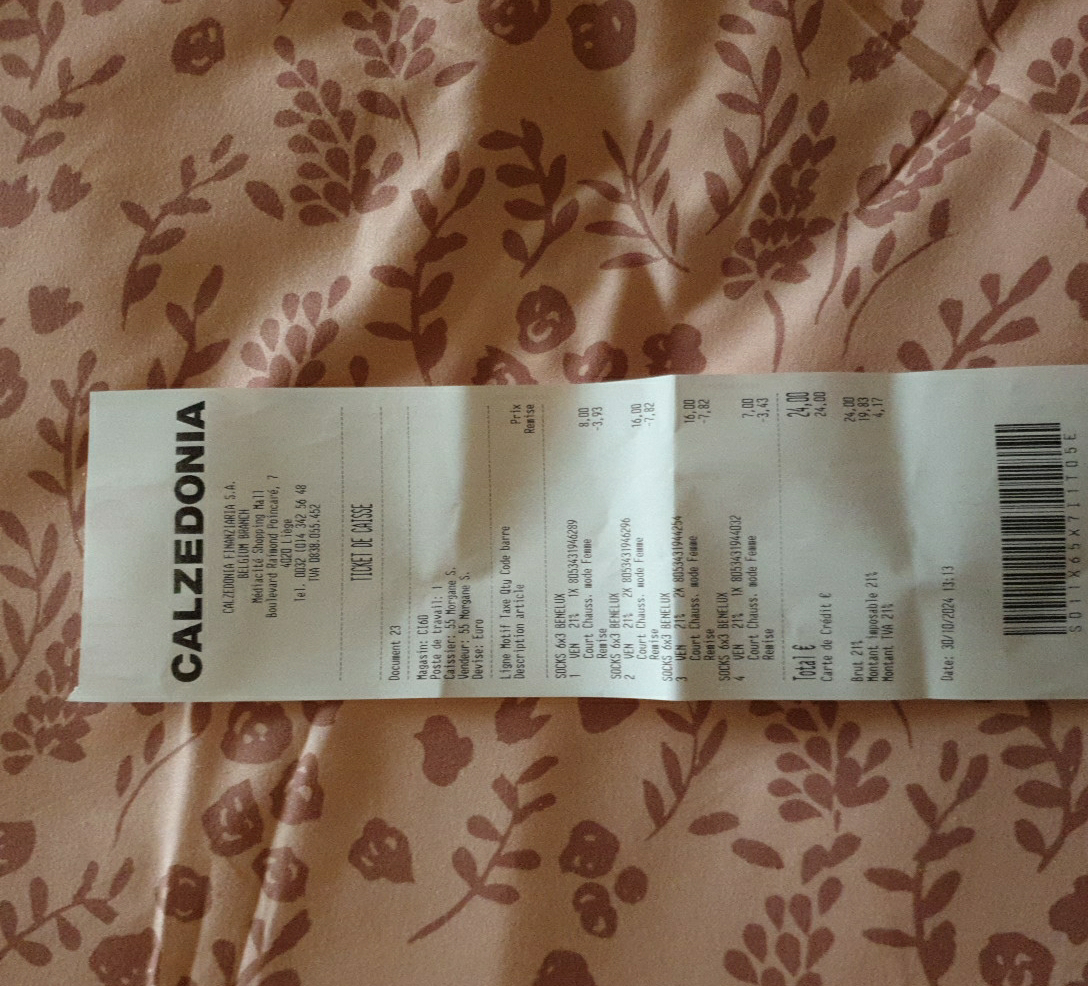 CALZEDONIA
CALZEDONIA FINANZIARIA S.A.
BELGIUM BRANCH
Médiacité Shopping Mall
Boulevard Raimond Poincaré, 7
4020 Liège
Tel. 0032 (0)4 342 56 48
TVA 0838.055.452
TICKET DE CAISSE
Document 23
Magasin: CI60
Poste de travail: 1
Caissier: 55 Morgane S.
Vendeur: 55 Morgane S.
Devise: Euro
Ligne Motif Taxe Qty Code barre Prix
Description article Remise
SOCKS 6x3 BENELUX
1 VEN 21% 1X 8053431946289 8,00
Court Chauss. mode Femme -3,93
Remise
SOCKS 6x3 BENELUX
2 VEN 21% 2X 8053431946296 16,00
Court Chauss. mode Femme -7,82
Remise
SOCKS 6x3 BENELUX
3 VEN 21% 2X 8053431944254 16,00
Court Chauss. mode Femme -7,82
Remise
SOCKS 6x3 BENELUX
4 VEN 21% 1X 8053431944032 7,00
Court Chauss. mode Femme -3,43
Remise
Total € 24,00
Carte de Crédit € 24,00
Brut 21% 24,00
Montant Imposable 21% 19,83
Montant TVA 21% 4,17
Date: 30/10/2024 13:13